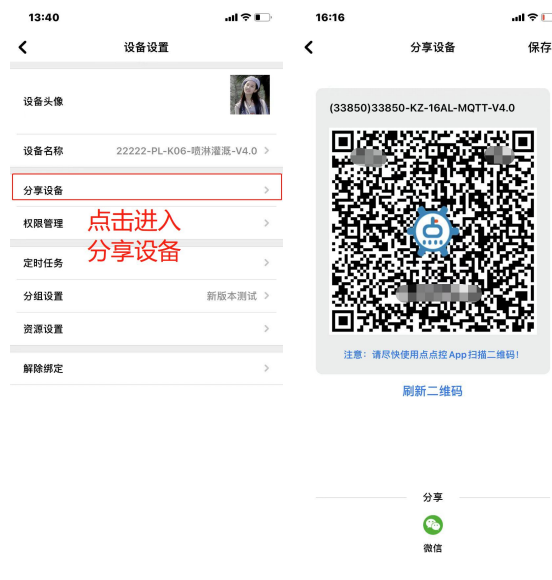 13:40
设备设置
设备头像
设备名称
22222-PL-K06-喷淋灌溉-V4.0
分享设备
权限管理
点击进入
分享设备
定时任务
分组设置
新版本测试
资源设置
解除绑定
16:16
分享设备
保存
(33850)33850-KZ-16AL-MQTT-V4.0
注意：请尽快使用点点控App扫描二维码！
刷新二维码
分享
微信